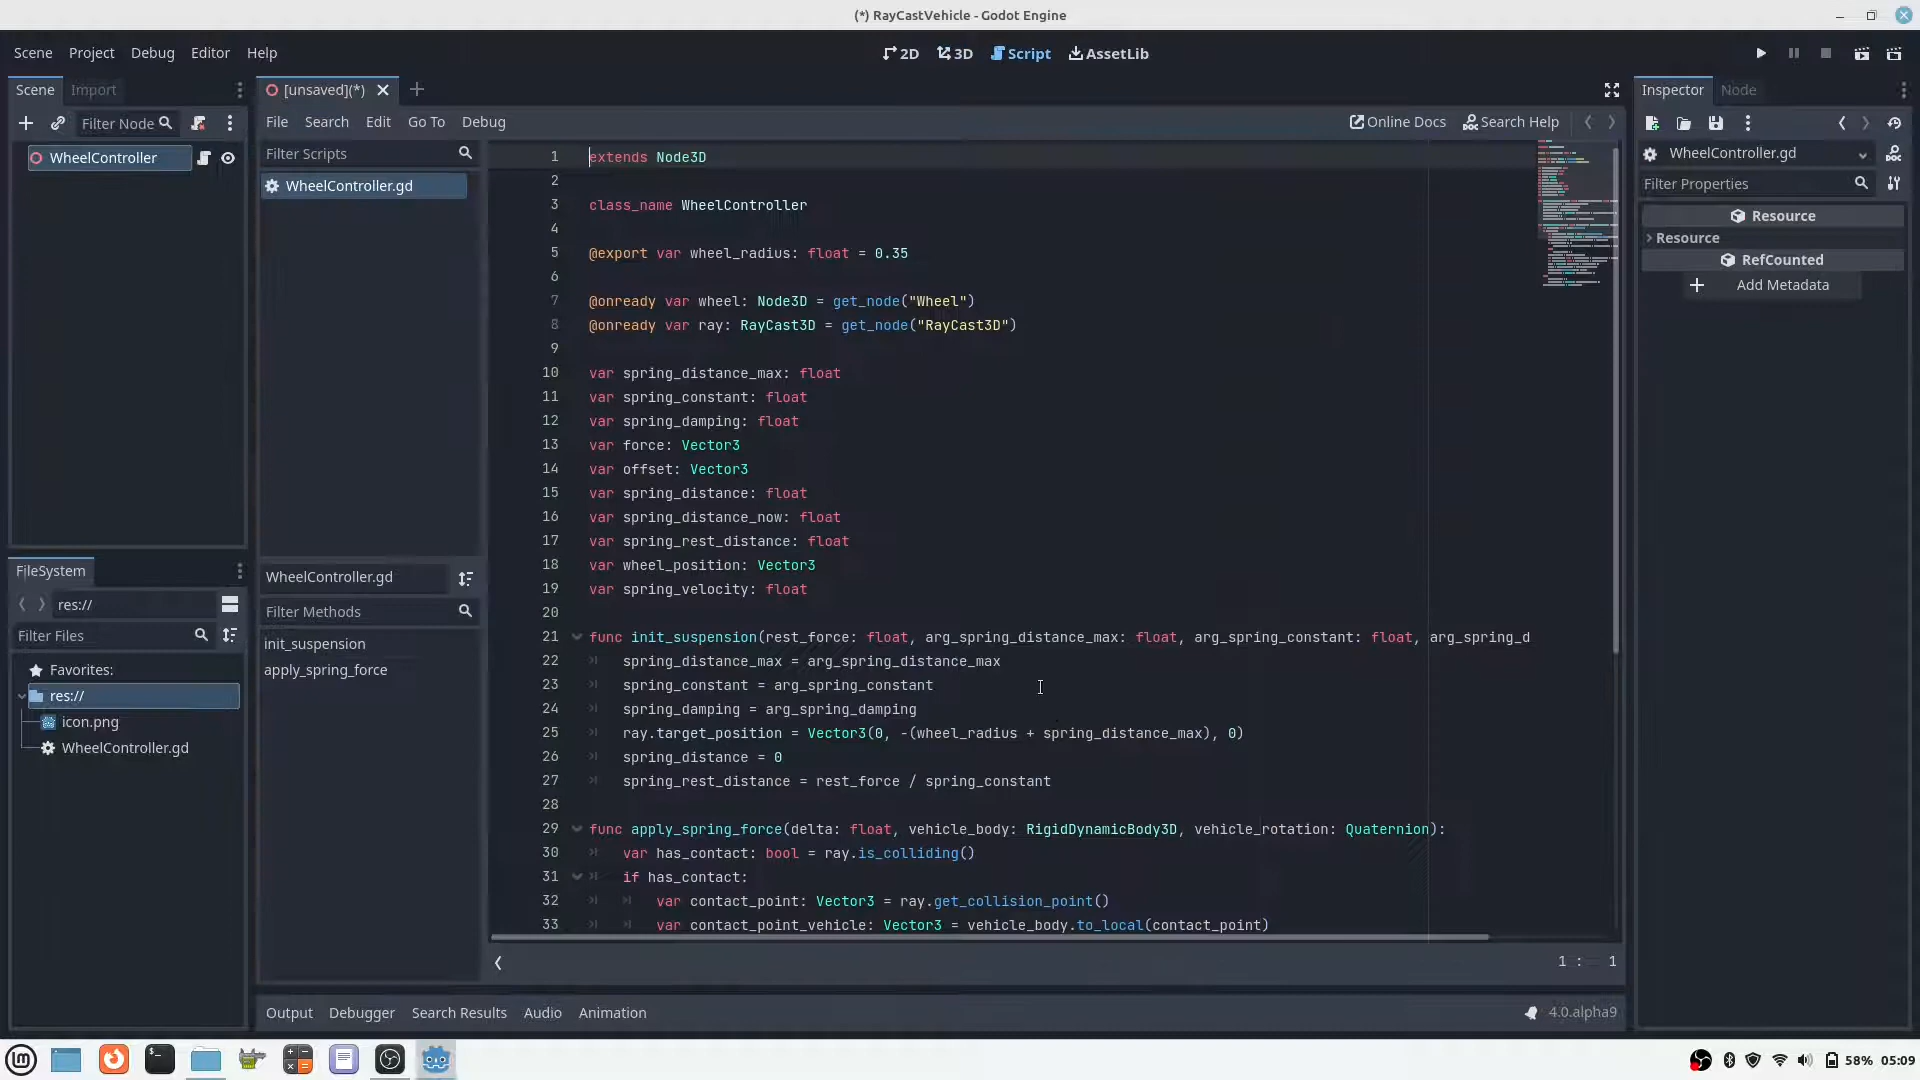 (*) RayCastVehicle - Godot Engine
Scene Project Debug Editor Help
2D 3D Script AssetLib
Scene Import
[unsaved](*)
Inspector Node
Filter Node
File Search Edit Go To Debug
Online Docs Search Help
WheelController
Filter Scripts
WheelController.gd
WheelController.gd
Filter Properties
Resource
Resource
RefCounted
Add Metadata
1 extends Node3D
2
3 class_name WheelController
4
5 @export var wheel_radius: float = 0.35
6
7 @onready var wheel: Node3D = get_node("Wheel")
8 @onready var ray: RayCast3D = get_node("RayCast3D")
9
10 var spring_distance_max: float
11 var spring_constant: float
12 var spring_damping: float
13 var force: Vector3
14 var offset: Vector3
15 var spring_distance: float
16 var spring_distance_now: float
17 var spring_rest_distance: float
18 var wheel_position: Vector3
19 var spring_velocity: float
20
21 func init_suspension(rest_force: float, arg_spring_distance_max: float, arg_spring_constant: float, arg_spring_d
22 spring_distance_max = arg_spring_distance_max
23 spring_constant = arg_spring_constant
24 spring_damping = arg_spring_damping
25 ray.target_position = Vector3(0, -(wheel_radius + spring_distance_max), 0)
26 spring_distance = 0
27 spring_rest_distance = rest_force / spring_constant
28
29 func apply_spring_force(delta: float, vehicle_body: RigidDynamicBody3D, vehicle_rotation: Quaternion):
30 var has_contact: bool = ray.is_colliding()
31 if has_contact:
32 var contact_point: Vector3 = ray.get_collision_point()
33 var contact_point_vehicle: Vector3 = vehicle_body.to_local(contact_point)
1 : 1
WheelController.gd
Filter Methods
init_suspension
apply_spring_force
FileSystem
res://
Filter Files
Favorites:
res://
icon.png
WheelController.gd
Output Debugger Search Results Audio Animation
4.0.alpha9
58% 05:09